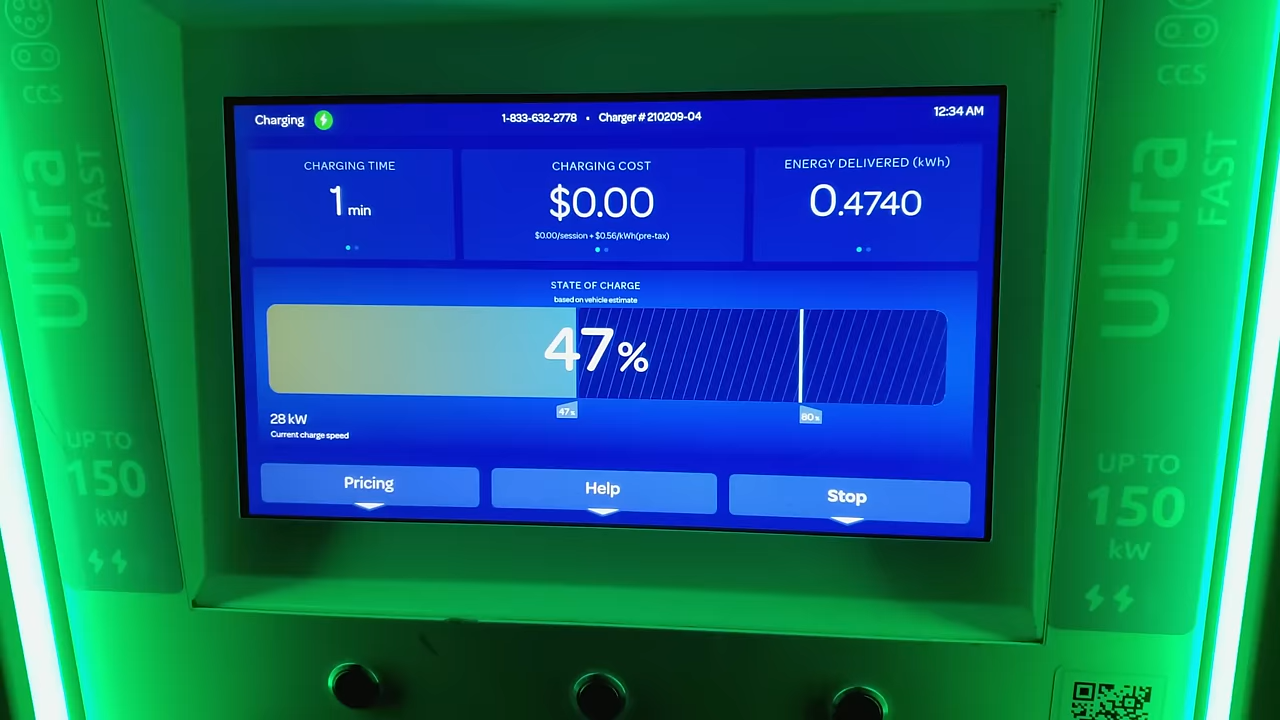 CCS
Ultra
FAST
UP TO
150
kW
Charging
1-833-632-2778 • Charger # 210209-04
12:34 AM
CHARGING TIME
1 min
CHARGING COST
$0.00
$0.00/session + $0.56/kWh(pre-tax)
ENERGY DELIVERED (kWh)
0.4740
STATE OF CHARGE
based on vehicle estimate
47%
47%
80%
28 kW
Current charge speed
Pricing
Help
Stop
CCS
Ultra
FAST
UP TO
150
kW